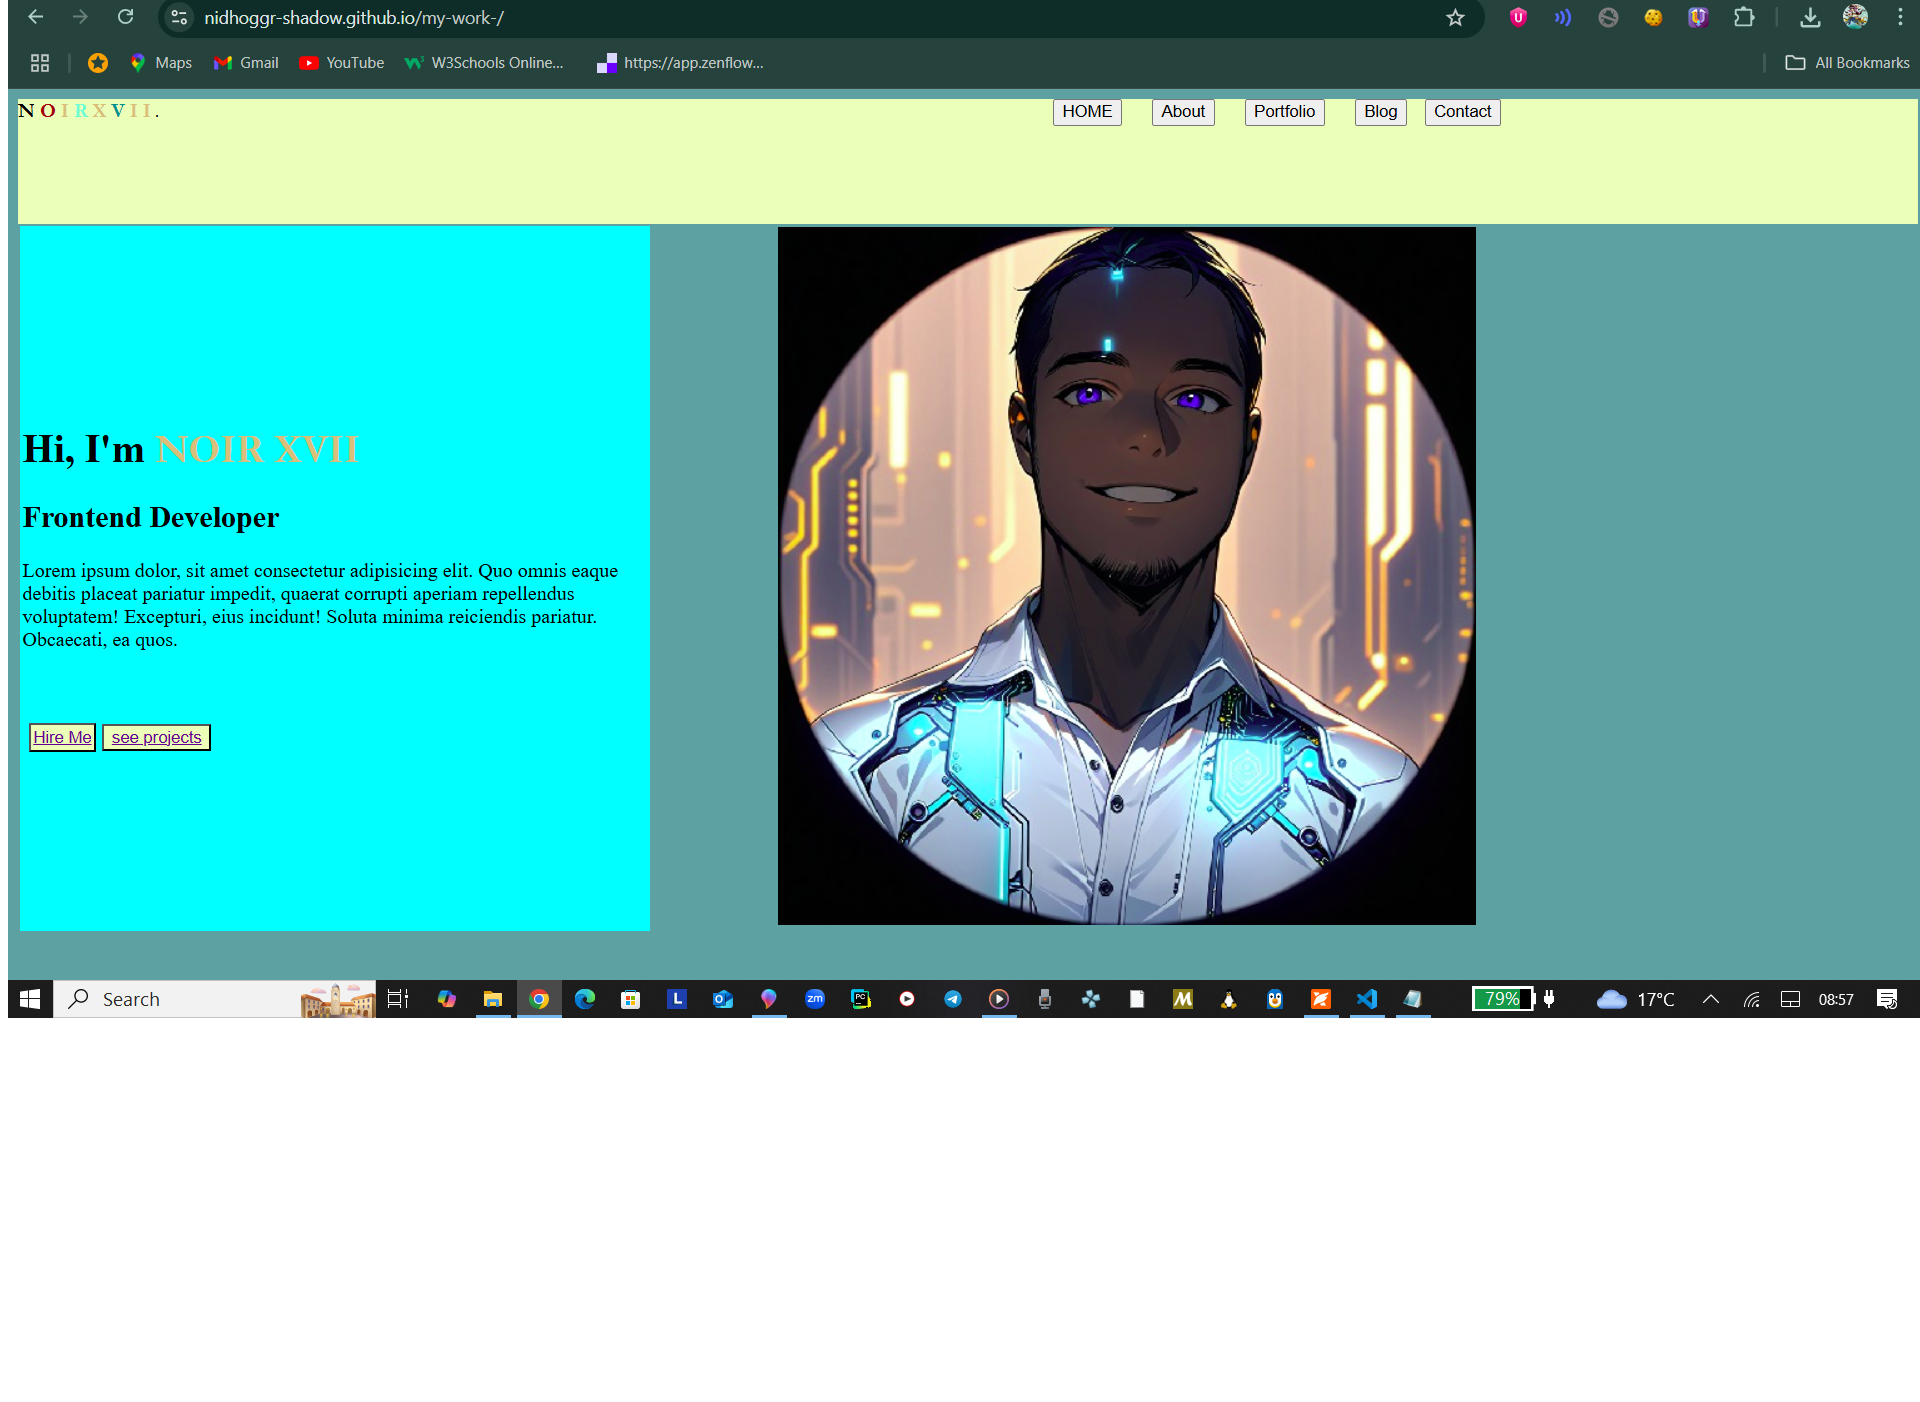 nidhoggr-shadow.github.io/my-work-/
Maps Gmail YouTube W3Schools Online... https://app.zenflow... All Bookmarks
N O I R X V I I . HOME About Portfolio Blog Contact
Hi, I'm NOIR XVII
Frontend Developer
Lorem ipsum dolor, sit amet consectetur adipisicing elit. Quo omnis eaque
debitis placeat pariatur impedit, quaerat corrupti aperiam repellendus
voluptatem! Excepturi, eius incidunt! Soluta minima reiciendis pariatur.
Obcaecati, ea quos.
Hire Me see projects
Search L zm PC M 79% 17°C 08:57